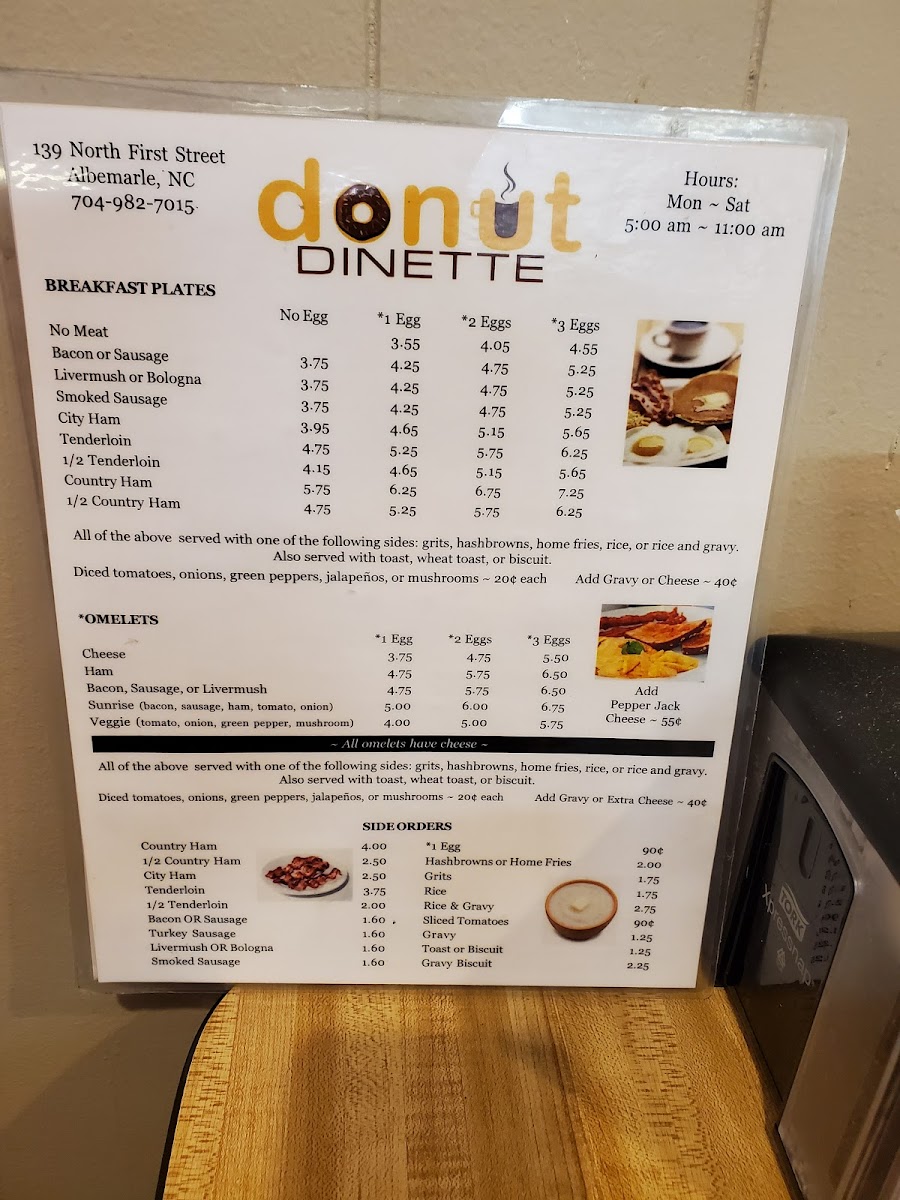 139 North First Street
Albemarle, NC
704-982-7015
donut
DINETTE
Hours:
Mon ~ Sat
5:00 am ~ 11:00 am
BREAKFAST PLATES
No Egg *1 Egg *2 Eggs *3 Eggs
No Meat 3.55 4.05 4.55
Bacon or Sausage 3.75 4.25 4.75 5.25
Livermush or Bologna 3.75 4.25 4.75 5.25
Smoked Sausage 3.75 4.25 4.75 5.25
City Ham 3.95 4.65 5.15 5.65
Tenderloin 4.75 5.25 5.75 6.25
1/2 Tenderloin 4.15 4.65 5.15 5.65
Country Ham 5.75 6.25 6.75 7.25
1/2 Country Ham 4.75 5.25 5.75 6.25
All of the above served with one of the following sides: grits, hashbrowns, home fries, rice, or rice and gravy.
Also served with toast, wheat toast, or biscuit.
Diced tomatoes, onions, green peppers, jalapeños, or mushrooms ~ 20¢ each Add Gravy or Cheese ~ 40¢
*OMELETS
*1 Egg *2 Eggs *3 Eggs
Cheese 3.75 4.75 5.50
Ham 4.75 5.75 6.50
Bacon, Sausage, or Livermush 4.75 5.75 6.50
Sunrise (bacon, sausage, ham, tomato, onion) 5.00 6.00 6.75
Veggie (tomato, onion, green pepper, mushroom) 4.00 5.00 5.75
Add
Pepper Jack
Cheese ~ 55¢
~ All omelets have cheese ~
All of the above served with one of the following sides: grits, hashbrowns, home fries, rice, or rice and gravy.
Also served with toast, wheat toast, or biscuit.
Diced tomatoes, onions, green peppers, jalapeños, or mushrooms ~ 20¢ each Add Gravy or Extra Cheese ~ 40¢
SIDE ORDERS
Country Ham 4.00
1/2 Country Ham 2.50
City Ham 2.50
Tenderloin 3.75
1/2 Tenderloin 2.00
Bacon OR Sausage 1.60
Turkey Sausage 1.60
Livermush OR Bologna 1.60
Smoked Sausage 1.60
*1 Egg 90¢
Hashbrowns or Home Fries 2.00
Grits 1.75
Rice 1.75
Rice & Gravy 2.75
Sliced Tomatoes 90¢
Gravy 1.25
Toast or Biscuit 1.25
Gravy Biscuit 2.25
TORK
Xpressnap